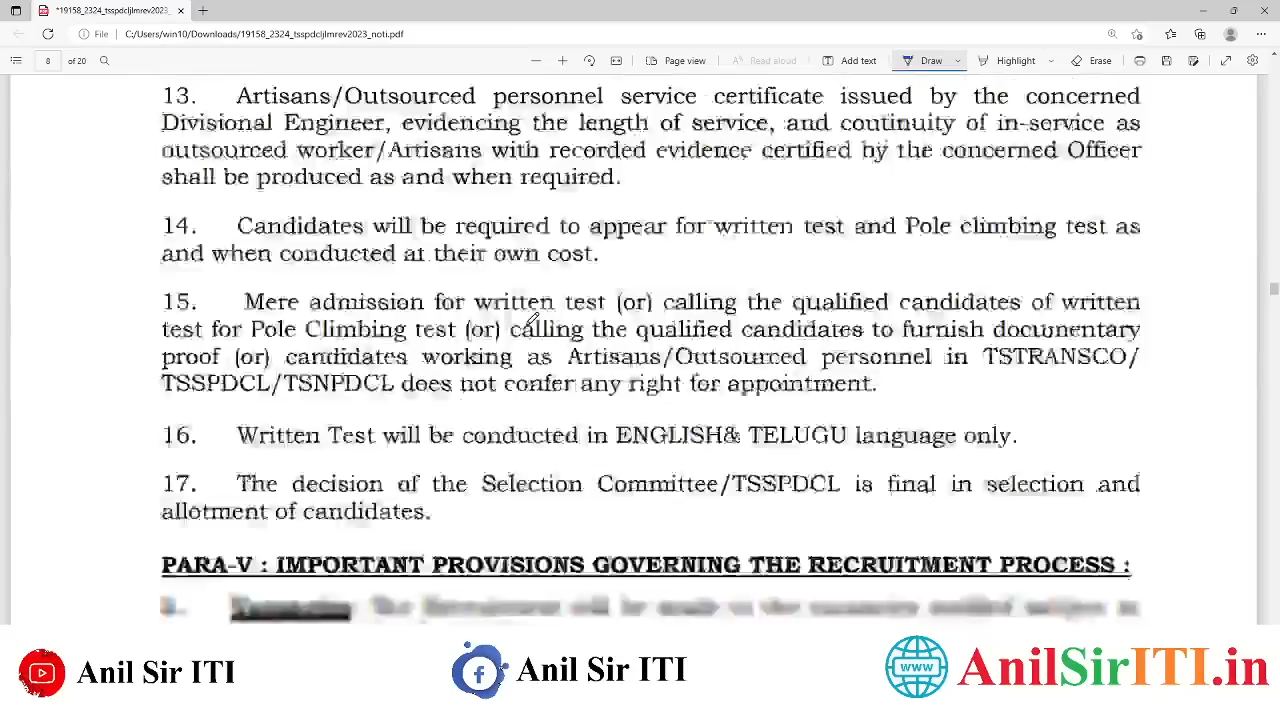 *19158_2324_tsspdcljlmrev2023_
File C:/Users/win10/Downloads/19158_2324_tsspdcljlmrev2023_noti.pdf
8 of 20 Page view Read aloud Add text Draw Highlight Erase
13. Artisans/Outsourced personnel service certificate issued by the concerned
Divisional Engineer, evidencing the length of service, and continuity of in-service as
outsourced worker/Artisans with recorded evidence certified by the concerned Officer
shall be produced as and when required.
14. Candidates will be required to appear for written test and Pole climbing test as
and when conducted at their own cost.
15. Mere admission for written test (or) calling the qualified candidates of written
test for Pole Climbing test (or) calling the qualified candidates to furnish documentary
proof (or) candidates working as Artisans/Outsourced personnel in TSTRANSCO/
TSSPDCL/TSNPDCL does not confer any right for appointment.
16. Written Test will be conducted in ENGLISH& TELUGU language only.
17. The decision of the Selection Committee/TSSPDCL is final in selection and
allotment of candidates.
PARA-V : IMPORTANT PROVISIONS GOVERNING THE RECRUITMENT PROCESS :
Anil Sir ITI
Anil Sir ITI
www
AnilSirITI.in